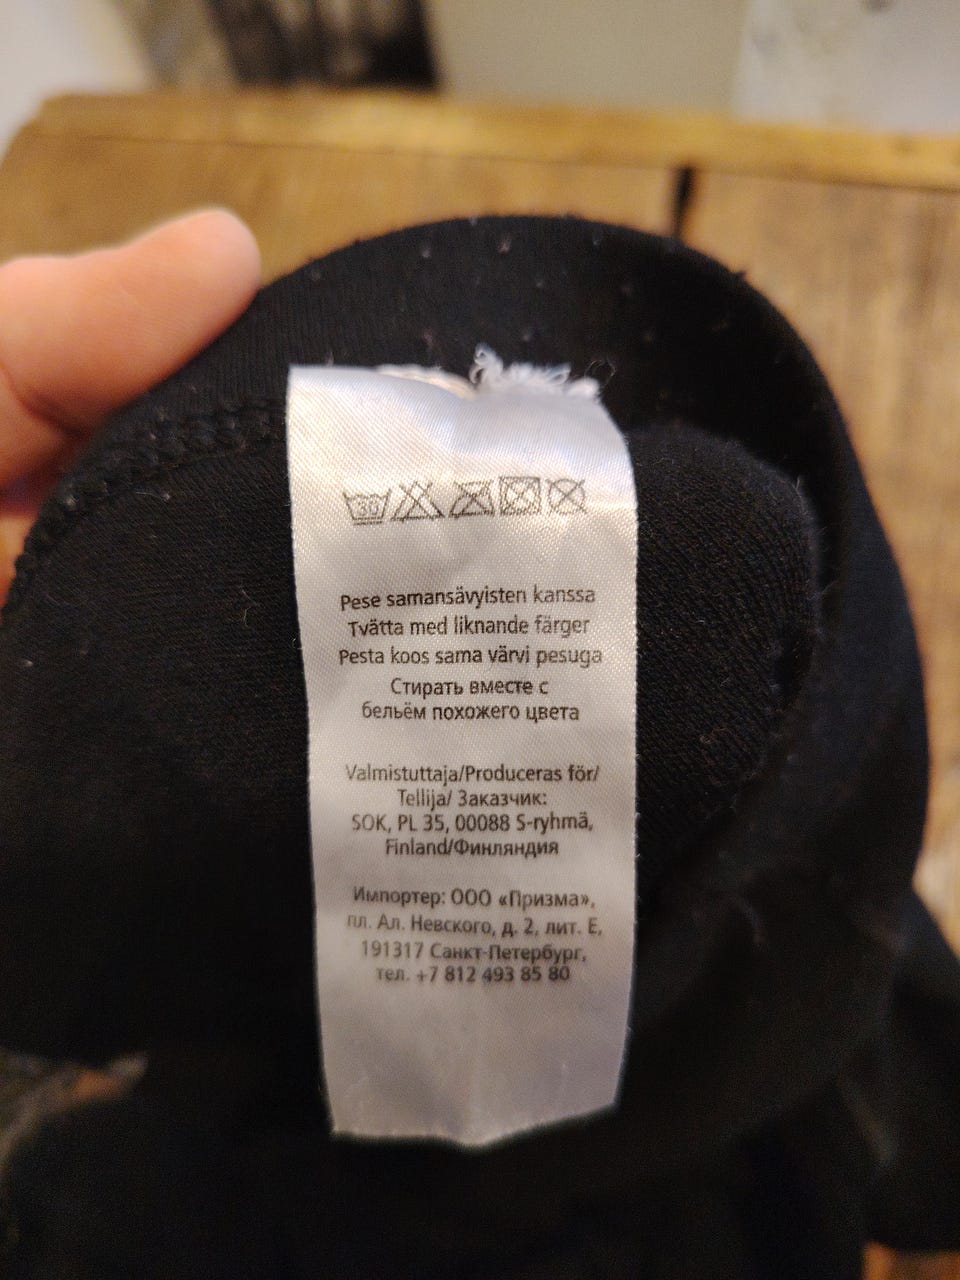 30
Pese samansävyisten kanssa
Tvätta med liknande färger
Pesta koos sama värvi pesuga
Стирать вместе с
бельём похожего цвета
Valmistuttaja/Produceras för/
Tellija/ Заказчик:
SOK, PL 35, 00088 S-ryhmä,
Finland/Финляндия
Импортер: ООО «Призма»,
пл. Ал. Невского, д. 2, лит. Е,
191317 Санкт-Петербург,
тел. +7 812 493 85 80